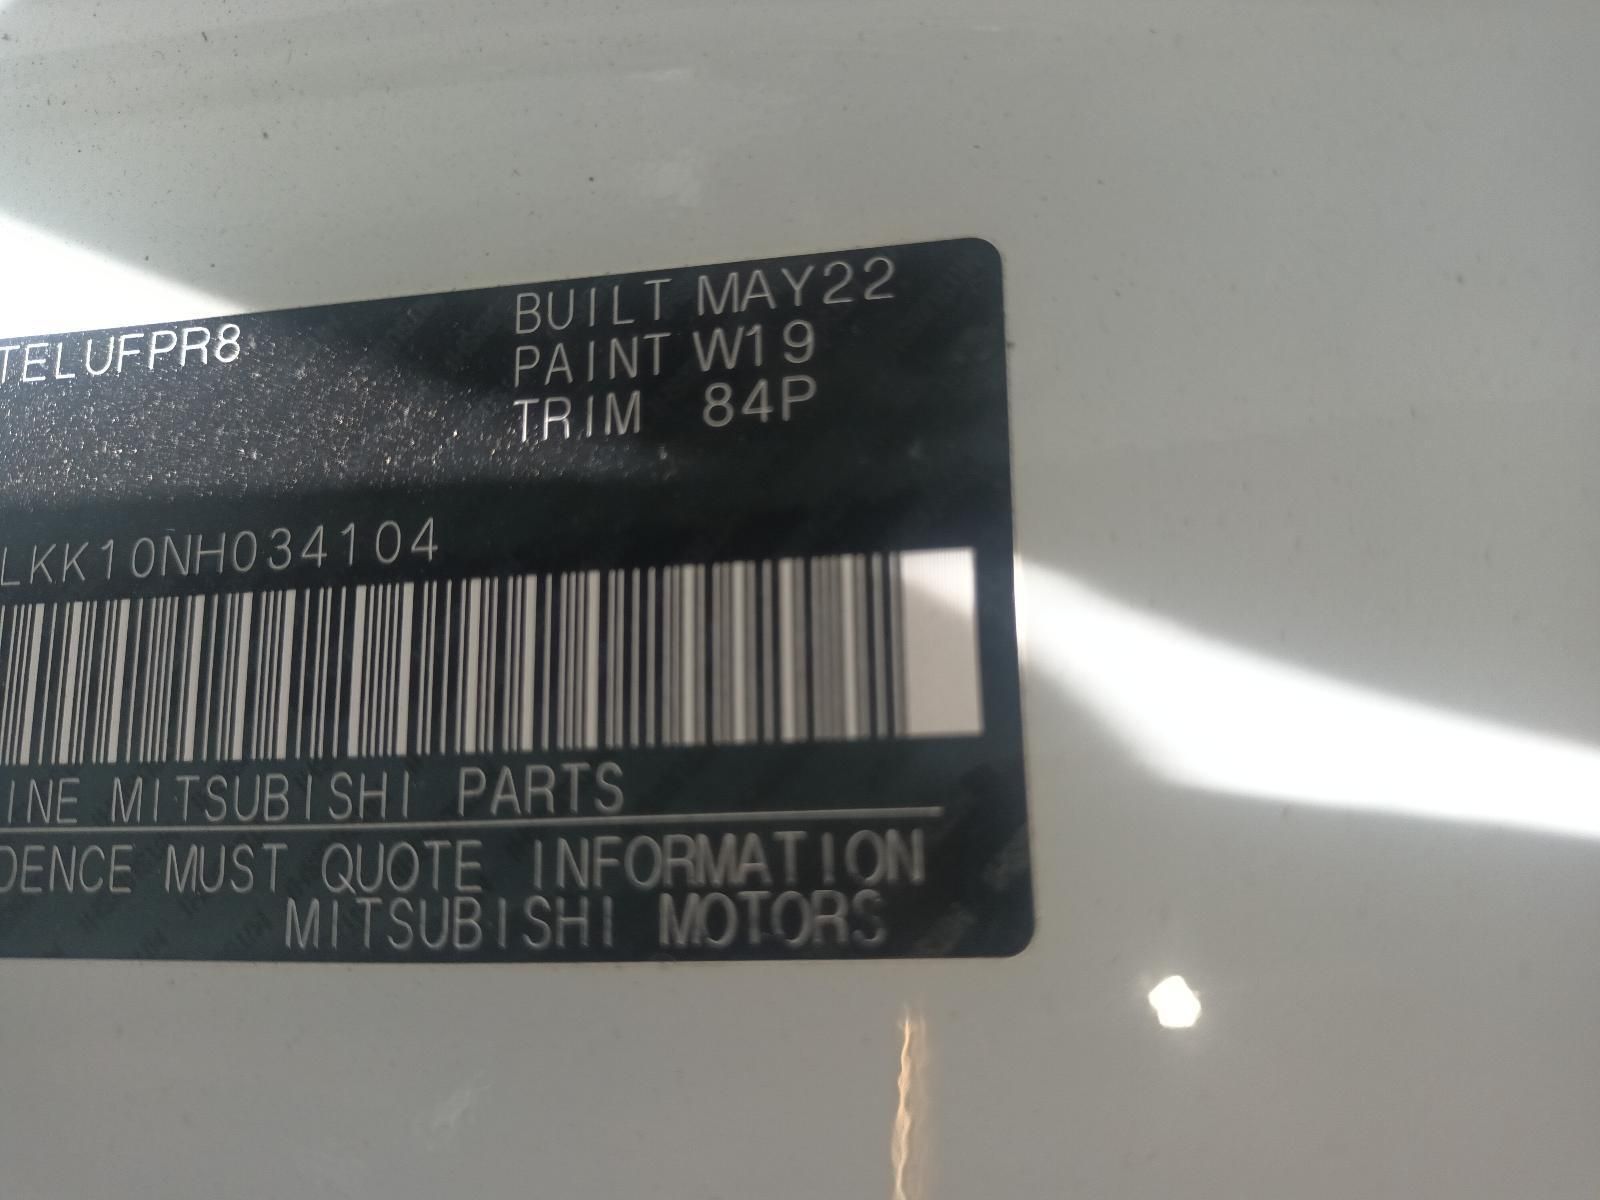 TELUFPR8
BUILT MAY22
PAINT W19
TRIM 84P
LKK10NH034104
INE MITSUBISHI PARTS
DENCE MUST QUOTE INFORMATION
MITSUBISHI MOTORS